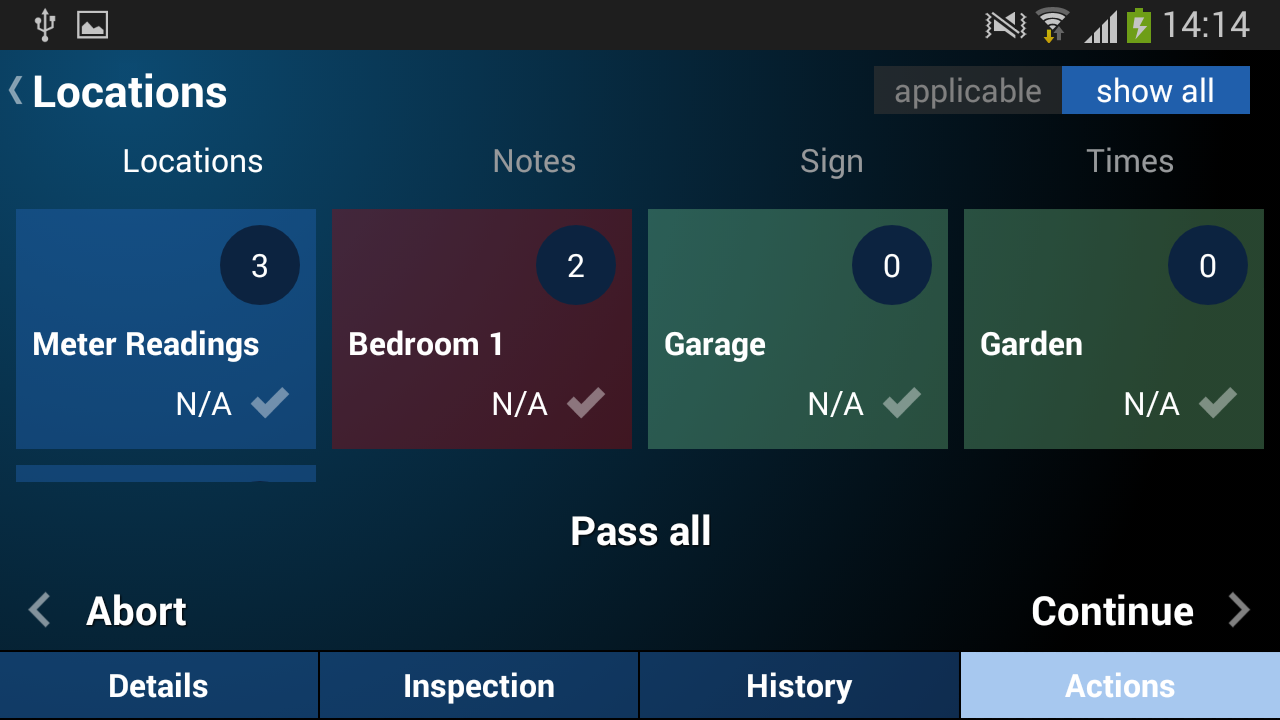 14:14
Locations
applicable show all
Locations Notes Sign Times
3 2 0 0
Meter Readings Bedroom 1 Garage Garden
N/A N/A N/A N/A
Pass all
Abort Continue
Details Inspection History Actions